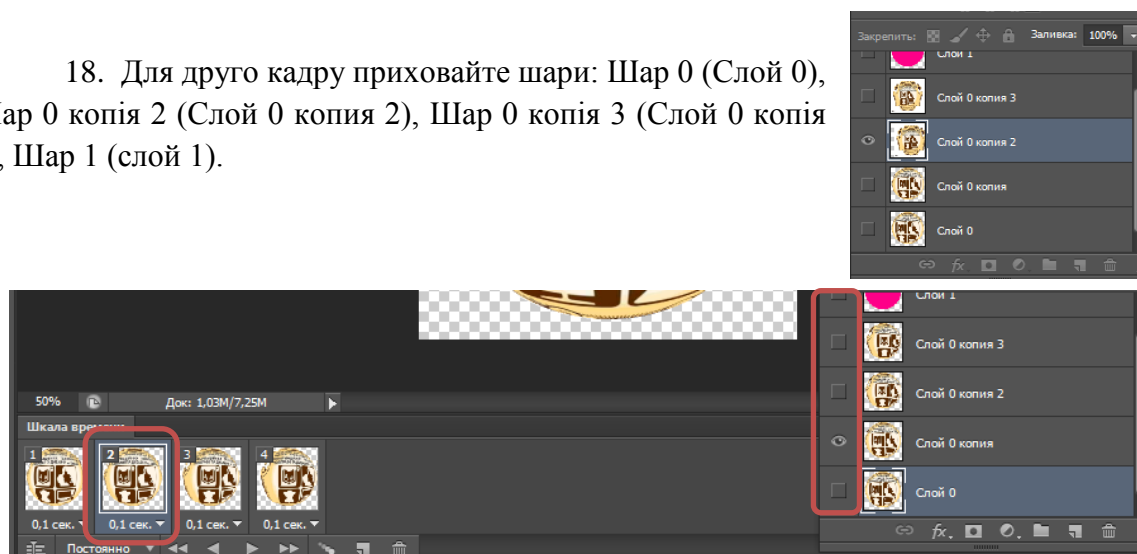 Закрепить: Заливка: 100%
Слой 1
Слой 0 копия 3
Слой 0 копия 2
Слой 0 копия
Слой 0
18. Для друго кадру приховайте шари: Шар 0 (Слой 0),
ар 0 копія 2 (Слой 0 копия 2), Шар 0 копія 3 (Слой 0 копія
, Шар 1 (слой 1).
50% Док: 1,03M/7,25M
Шкала
1 2 3 4
0,1 сек. 0,1 сек. 0,1 сек. 0,1 сек.
Постоянно
Слой 1
Слой 0 копия 3
Слой 0 копия 2
Слой 0 копия
Слой 0
fx
fx.